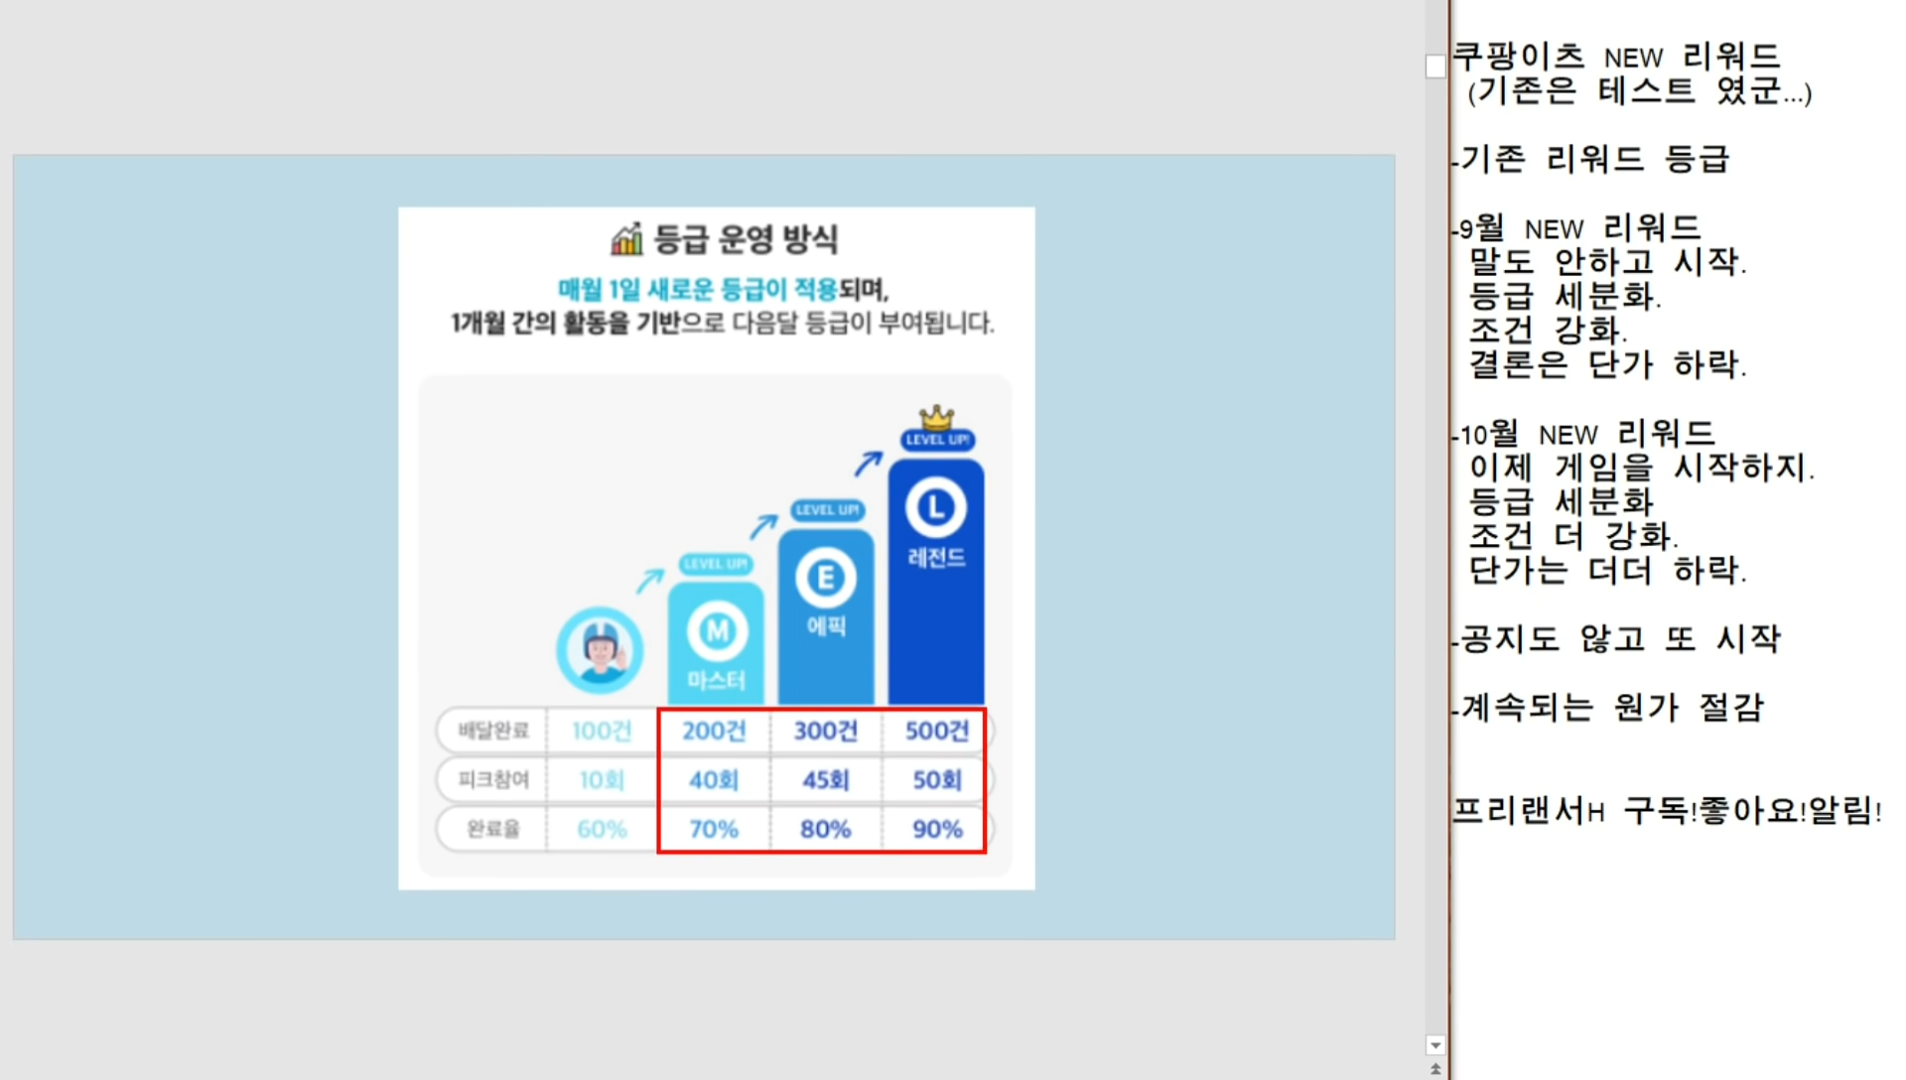 등급 운영 방식
매월 1일 새로운 등급이 적용되며,
1개월 간의 활동을 기반으로 다음달 등급이 부여됩니다.
LEVEL UP!
L
레전드
LEVEL UP!
E
에픽
LEVEL UP!
M
마스터
배달완료 100건 200건 300건 500건
피크참여 10회 40회 45회 50회
완료율 60% 70% 80% 90%
쿠팡이츠 NEW 리워드
(기존은 테스트 였군...)
-기존 리워드 등급
-9월 NEW 리워드
말도 안하고 시작.
등급 세분화.
조건 강화.
결론은 단가 하락.
-10월 NEW 리워드
이제 게임을 시작하지.
등급 세분화
조건 더 강화.
단가는 더더 하락.
-공지도 않고 또 시작
-계속되는 원가 절감
프리랜서H 구독!좋아요!알림!